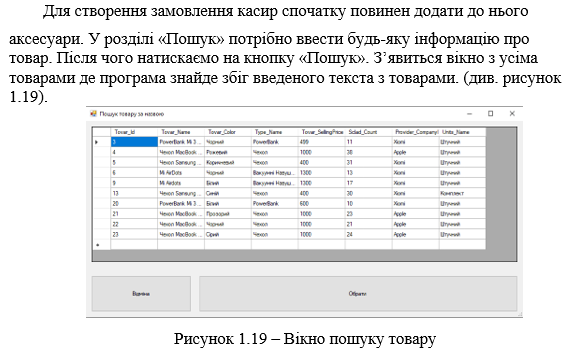 Для створення замовлення касир спочатку повинен додати до нього
аксесуари. У розділі «Пошук» потрібно ввести будь-яку інформацію про
товар. Після чого натискаємо на кнопку «Пошук». З’явиться вікно з усіма
товарами де програма знайде збіг введеного текста з товарами. (див. рисунок
1.19).
Пошук товару за назвою
Tovar_Id Tovar_Name Tovar_Color Type_Name Tovar_SellingPrice Sclad_Count Provider_CompanyI Units_Name
3 PowerBank Mi 3 ... Чорний PowerBank 499 11 Xiomi Штучний
4 Чехол MacBook ... Рожевий Чехол 1000 38 Apple Штучний
5 Чехол Samsung ... Коричневий Чехол 400 31 Xiomi Штучний
6 Mi AirDots Чорний Вакуумні Навуш... 1300 13 Xiomi Штучний
9 Mi Airdots Білий Вакуумні Навуш... 1300 17 Xiomi Штучний
13 Чехол Samsung ... Синій Чехол 400 30 Xiomi Комплект
20 PowerBank Mi 3 ... Білий PowerBank 600 10 Xiomi Штучний
21 Чехол MacBook ... Прозорий Чехол 1000 23 Apple Штучний
22 Чехол MacBook ... Чорний Чехол 1000 21 Apple Штучний
23 Чехол MacBook ... Сірий Чехол 1000 24 Apple Штучний
Відміна Обрати
Рисунок 1.19 – Вікно пошуку товару